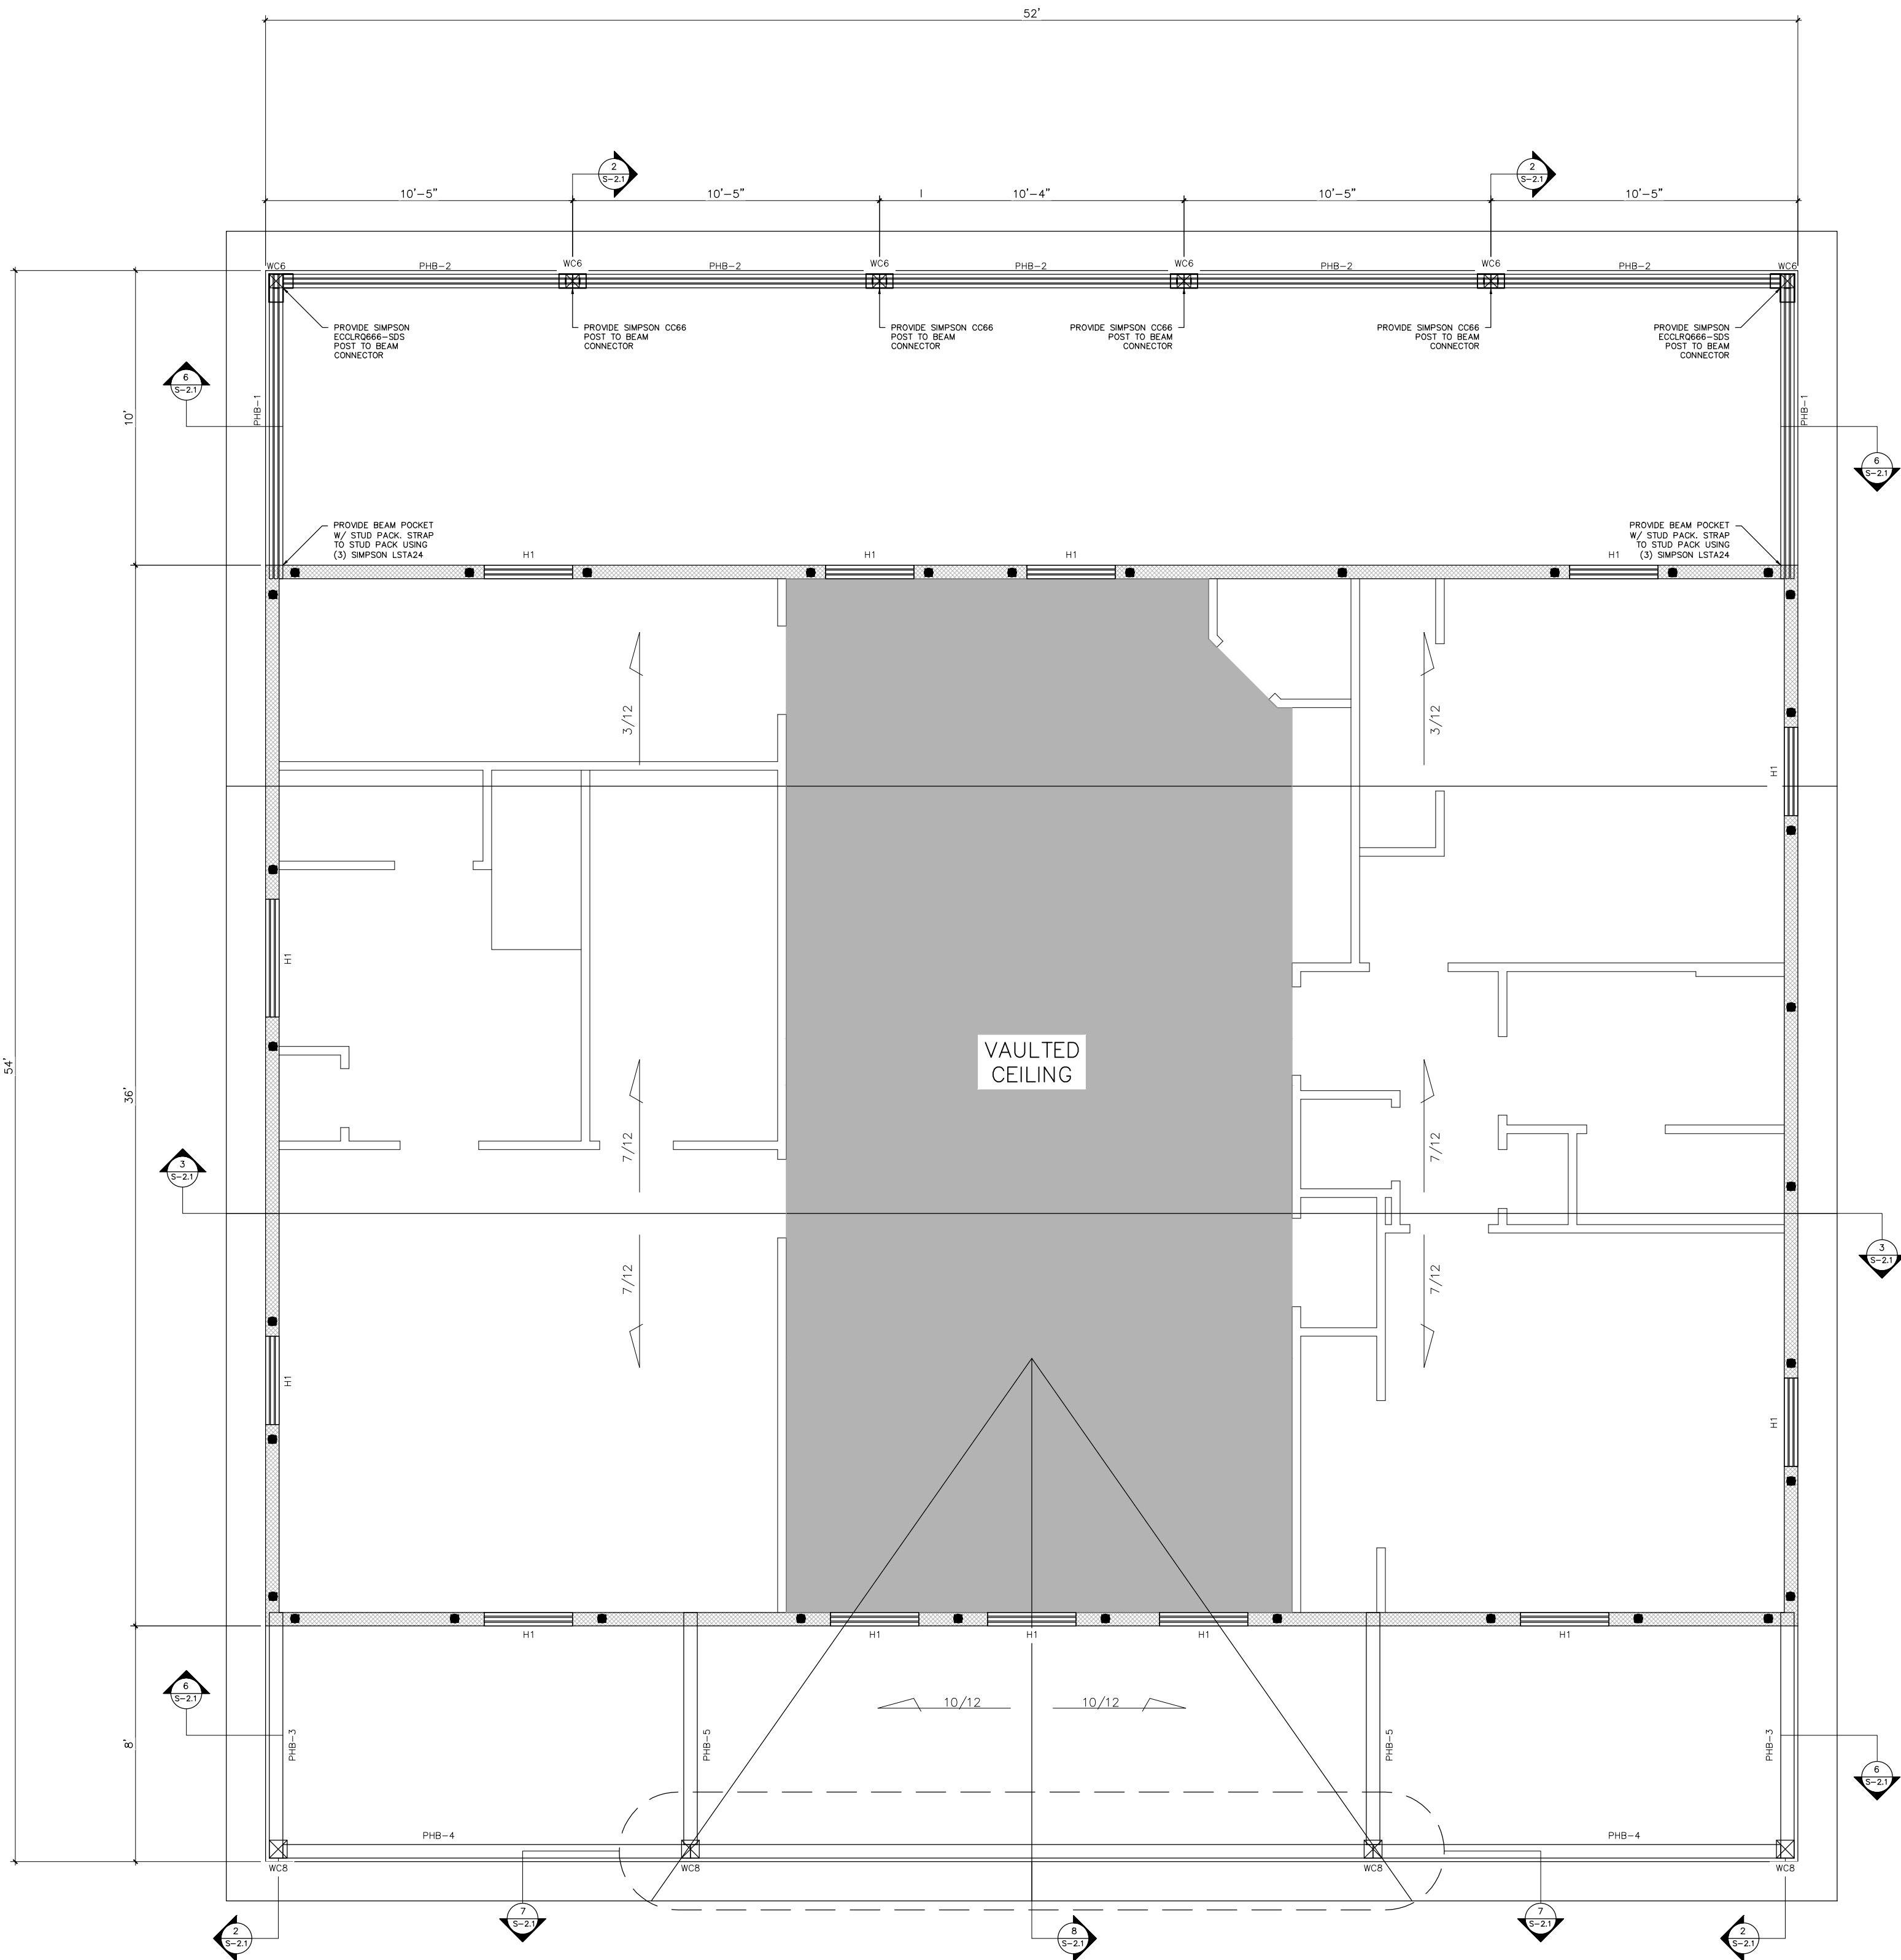 52'
2
S-2.1
2
S-2.1
10'-5"
10'-5"
10'-4"
10'-5"
10'-5"
WC6
PHB-2
WC6
PHB-2
WC6
PHB-2
WC6
PHB-2
WC6
PHB-2
WC6
PROVIDE SIMPSON
ECCLRQ666-SDS
POST TO BEAM
CONNECTOR
PROVIDE SIMPSON CC66
POST TO BEAM
CONNECTOR
PROVIDE SIMPSON CC66
POST TO BEAM
CONNECTOR
PROVIDE SIMPSON CC66
POST TO BEAM
CONNECTOR
PROVIDE SIMPSON CC66
POST TO BEAM
CONNECTOR
PROVIDE SIMPSON
ECCLRQ666-SDS
POST TO BEAM
CONNECTOR
6
S-2.1
10'
PHB-1
PHB-1
6
S-2.1
PROVIDE BEAM POCKET
W/ STUD PACK. STRAP
TO STUD PACK USING
(3) SIMPSON LSTA24
PROVIDE BEAM POCKET
W/ STUD PACK. STRAP
TO STUD PACK USING
(3) SIMPSON LSTA24
H1
H1
H1
H1
3/12
3/12
H1
H1
54'
36'
VAULTED
CEILING
7/12
7/12
3
S-2.1
3
S-2.1
7/12
7/12
H1
H1
H1
H1
H1
H1
H1
6
S-2.1
8'
PHB-3
PHB-5
10/12
10/12
PHB-5
PHB-3
6
S-2.1
PHB-4
PHB-4
WC8
WC8
WC8
WC8
2
S-2.1
7
S-2.1
8
S-2.1
7
S-2.1
2
S-2.1